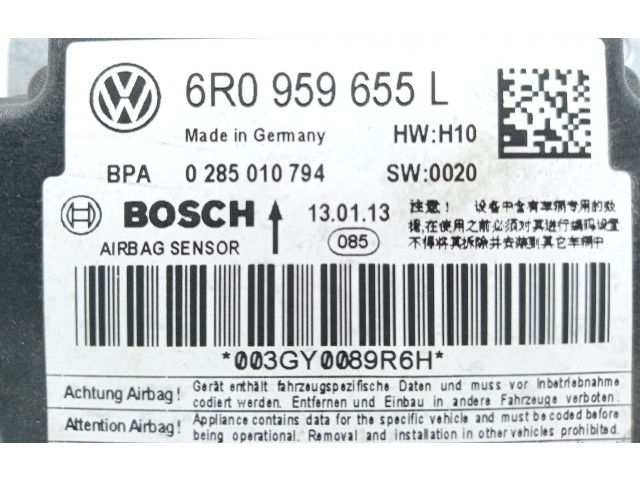 6R0 959 655 L
Made in Germany HW:H10
BPA 0 285 010 794 SW:0020
BOSCH 13.01.13
AIRBAG SENSOR 085
注意! 设备中含有车辆专用的数
据,在使用之前必须对其进行编码设置
不得将其拆除并安装到其它车辆中
*003GY0089R6H*
Achtung Airbag! Gerät enthält fahrzeugspezifische Daten und muss vor Inbetriebnahme
codiert werden. Entfernen und Einbau in andere Fahrzeuge verboten.
Attention Airbag! Appliance contains data for the specific vehicle and must be coded before
being operational. Removal and installation in other vehicles prohibited.